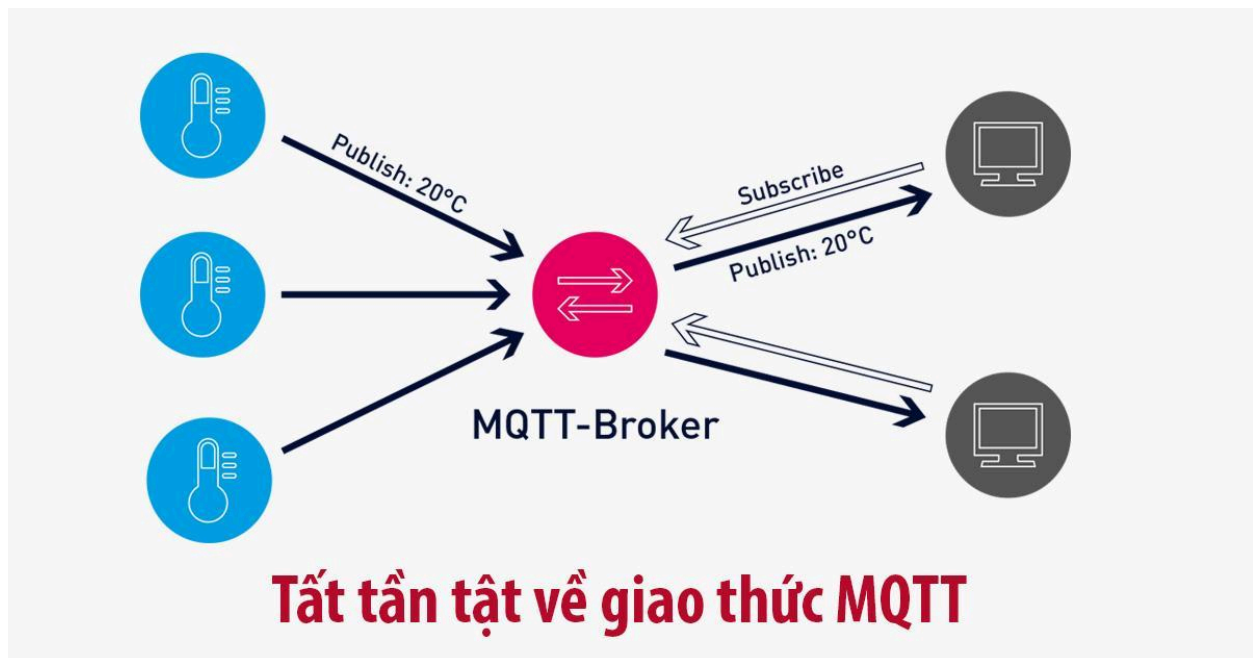 Publish: 20°C
Subscribe
Publish: 20°C
MQTT-Broker
Tất tần tật về giao thức MQTT